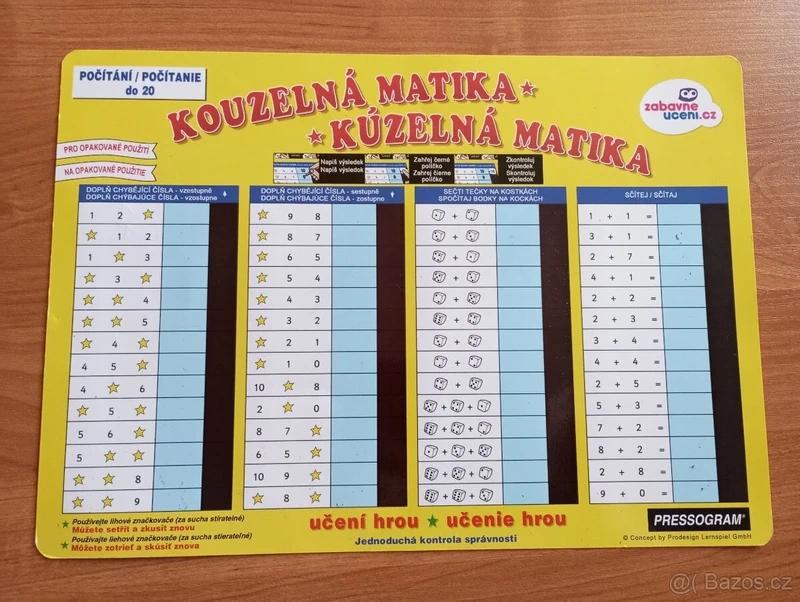 POČÍTÁNÍ / POČÍTANIE
do 20
KOUZELNÁ MATIKA
KÚZELNÁ MATIKA
zabavne
uceni.cz
PRO OPAKOVANÉ POUŽITÍ
NA OPAKOVANÉ POUŽITIE
Napiš výsledek
Napíš výsledok
Zahřej černé
políčko
Zahrej čierne
políčko
Zkontroluj
výsledek
Skontroluj
výsledok
DOPLŇ CHYBĚJÍCÍ ČÍSLA - vzestupně
DOPLŇ CHÝBAJÚCE ČÍSLA - vzostupne
1 2
1 2
1 3
3
4
5
4
4 5
4 6
5
5 6
5
8
9
DOPLŇ CHYBĚJÍCÍ ČÍSLA - sestupně
DOPLŇ CHÝBAJÚCE ČÍSLA - zostupne
9 8
8 7
6 5
5 4
4 3
3 2
2 1
1 0
10 8
2 0
8 7
6 5
10 9
8
SEČTI TEČKY NA KOSTKÁCH
SPOČÍTAJ BODKY NA KOCKÁCH
+
+
+
+
+
+
+
+
+
+ +
+ +
+ +
+ +
+ +
SČÍTEJ / SČÍTAJ
1 + 1 =
3 + 1 =
2 + 7 =
4 + 1 =
2 + 2 =
2 + 3 =
3 + 4 =
4 + 4 =
2 + 5 =
5 + 3 =
7 + 2 =
8 + 2 =
2 + 8 =
9 + 0 =
Používejte lihové značkovače (za sucha stíratelné)
Můžete setřít a zkusit znovu
Používajte liehové značkovače (za sucha stierateľné)
Môžete zotrieť a skúsiť znova
učení hrou učenie hrou
Jednoduchá kontrola správnosti
PRESSOGRAM®
© Concept by Prodesign Lernspiel GmbH
@( Bazos.cz